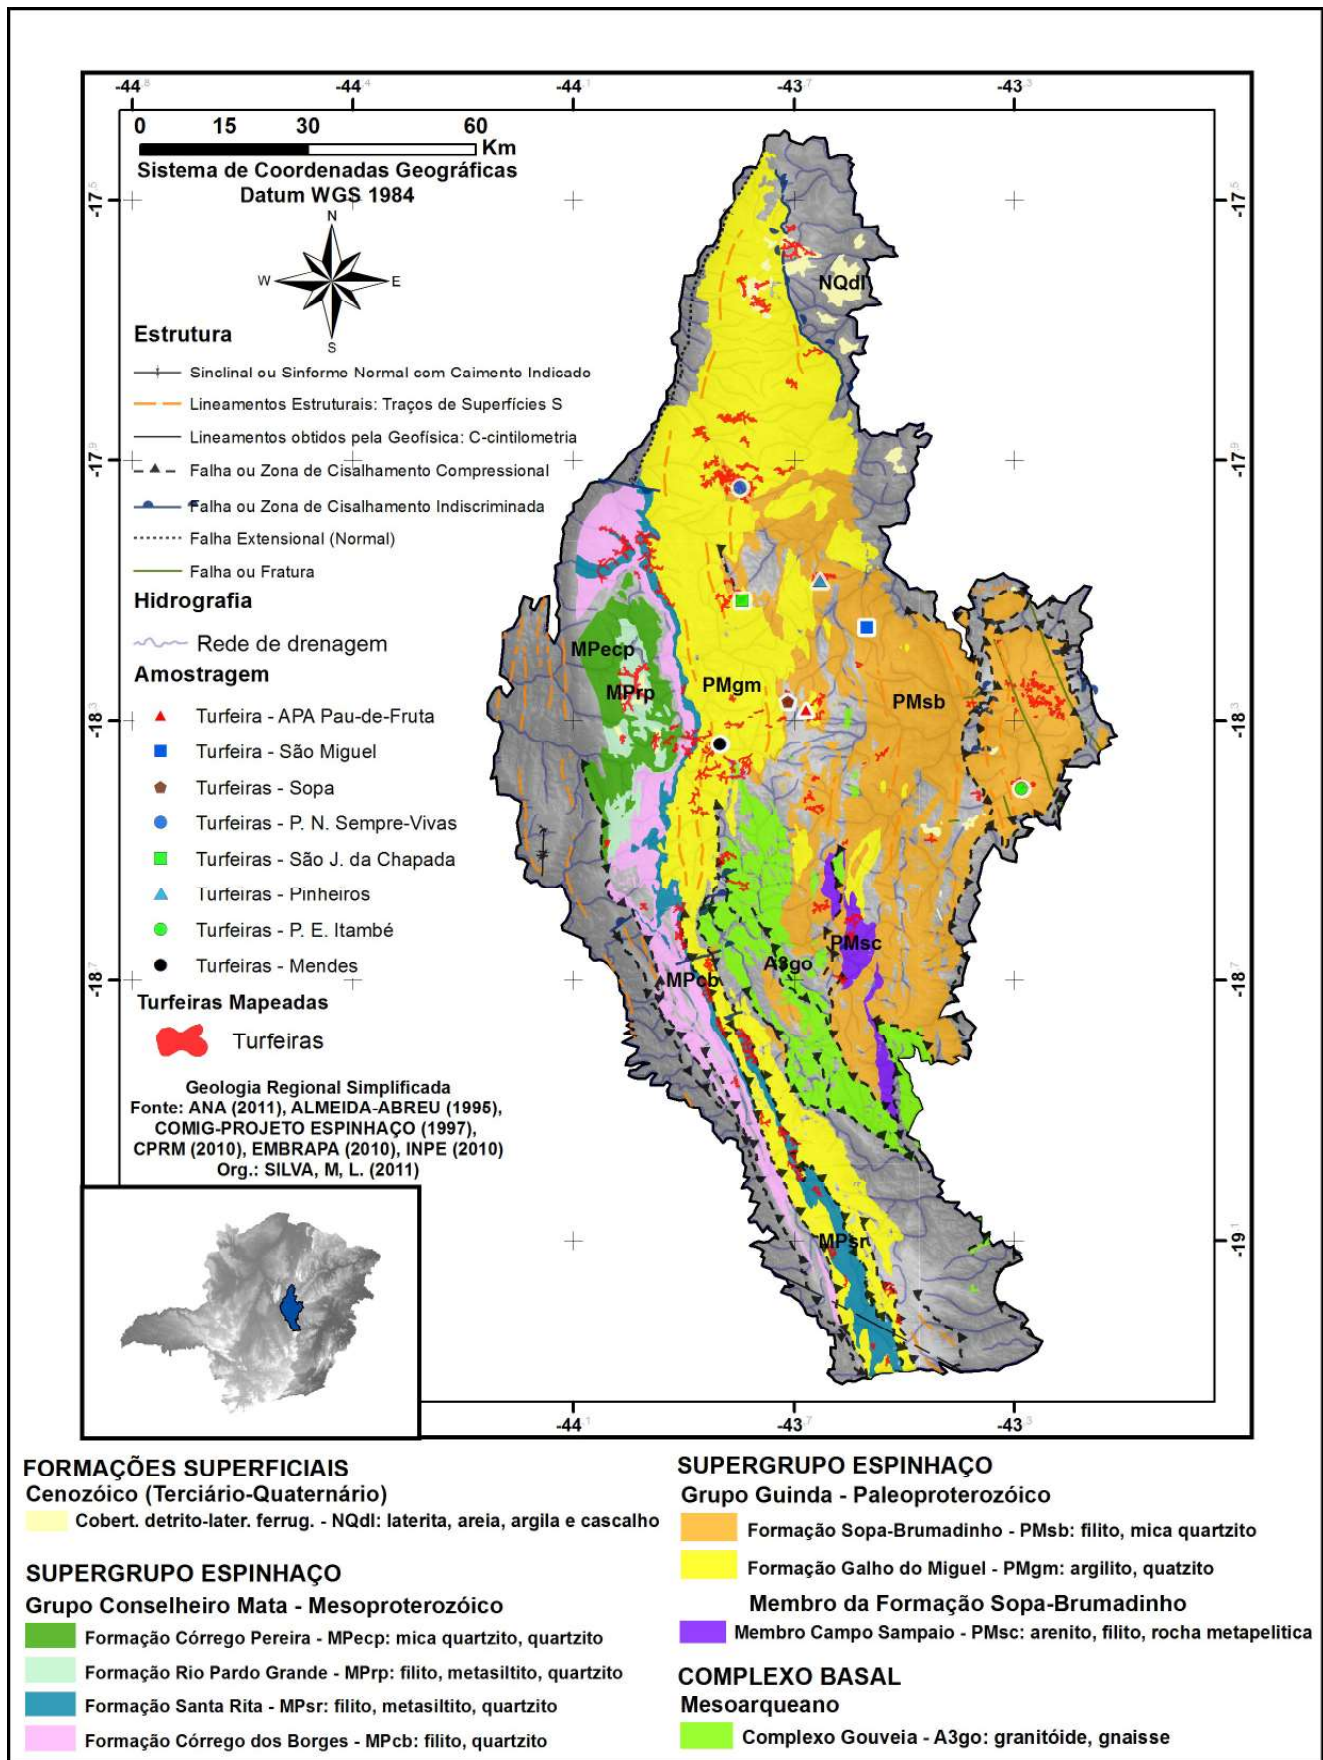 -44,8 -44,4 -44,1 -43,7 -43,3
0 15 30 60
Km
Sistema de Coordenadas Geográficas
Datum WGS 1984
N
W E
S
-17,5 -17,5
-17,9 -17,9
-18,3 -18,3
-18,7 -18,7
-19,1
Estrutura
Sinclinal ou Sinforme Normal com Caimento Indicado
Lineamentos Estruturais: Traços de Superfícies S
Lineamentos obtidos pela Geofísica: C-cintilometria
Falha ou Zona de Cisalhamento Compressional
Falha ou Zona de Cisalhamento Indiscriminada
Falha Extensional (Normal)
Falha ou Fratura
Hidrografia
Rede de drenagem
Amostragem
Turfeira - APA Pau-de-Fruta
Turfeira - São Miguel
Turfeiras - Sopa
Turfeiras - P. N. Sempre-Vivas
Turfeiras - São J. da Chapada
Turfeiras - Pinheiros
Turfeiras - P. E. Itambé
Turfeiras - Mendes
Turfeiras Mapeadas
Turfeiras
Geologia Regional Simplificada
Fonte: ANA (2011), ALMEIDA-ABREU (1995),
COMIG-PROJETO ESPINHAÇO (1997),
CPRM (2010), EMBRAPA (2010), INPE (2010)
Org.: SILVA, M, L. (2011)
NQdl
MPecp
MPrp
PMgm
PMsb
PMsc
A3go
MPcb
MPsr
-44,1 -43,7 -43,3
FORMAÇÕES SUPERFICIAIS
Cenozóico (Terciário-Quaternário)
Cobert. detrito-later. ferrug. - NQdl: laterita, areia, argila e cascalho
SUPERGRUPO ESPINHAÇO
Grupo Conselheiro Mata - Mesoproterozóico
Formação Córrego Pereira - MPecp: mica quartzito, quartzito
Formação Rio Pardo Grande - MPrp: filito, metasiltito, quartzito
Formação Santa Rita - MPsr: filito, metasiltito, quartzito
Formação Córrego dos Borges - MPcb: filito, quartzito
SUPERGRUPO ESPINHAÇO
Grupo Guinda - Paleoproterozóico
Formação Sopa-Brumadinho - PMsb: filito, mica quartzito
Formação Galho do Miguel - PMgm: argilito, quatzito
Membro da Formação Sopa-Brumadinho
Membro Campo Sampaio - PMsc: arenito, filito, rocha metapelitica
COMPLEXO BASAL
Mesoarqueano
Complexo Gouveia - A3go: granitóide, gnaisse